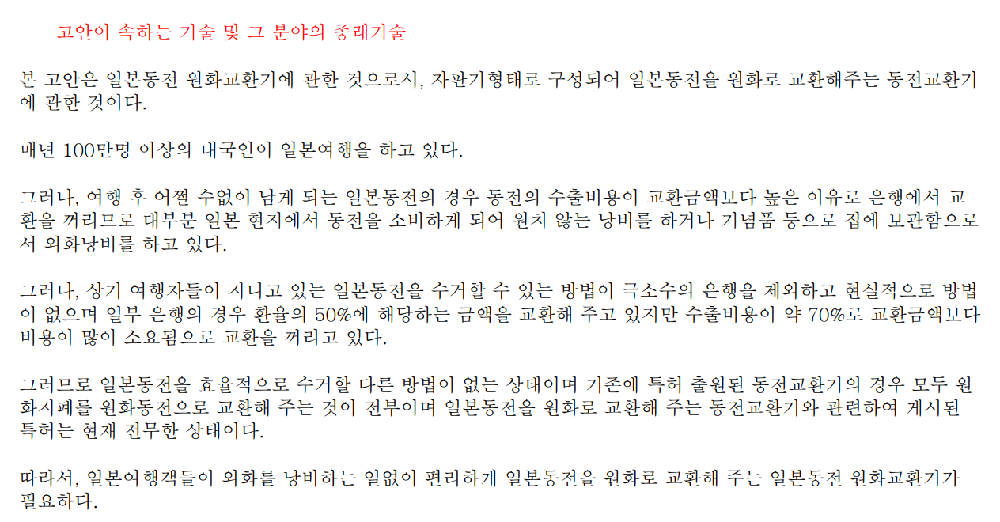 고안이 속하는 기술 및 그 분야의 종래기술
본 고안은 일본동전 원화교환기에 관한 것으로서, 자판기형태로 구성되어 일본동전을 원화로 교환해주는 동전교환기
에 관한 것이다.
매년 100만명 이상의 내국인이 일본여행을 하고 있다.
그러나, 여행 후 어쩔 수없이 남게 되는 일본동전의 경우 동전의 수출비용이 교환금액보다 높은 이유로 은행에서 교
환을 꺼리므로 대부분 일본 현지에서 동전을 소비하게 되어 원치 않는 낭비를 하거나 기념품 등으로 집에 보관함으로
서 외화낭비를 하고 있다.
그러나, 상기 여행자들이 지니고 있는 일본동전을 수거할 수 있는 방법이 극소수의 은행을 제외하고 현실적으로 방법
이 없으며 일부 은행의 경우 환율의 50%에 해당하는 금액을 교환해 주고 있지만 수출비용이 약 70%로 교환금액보다
비용이 많이 소요됨으로 교환을 꺼리고 있다.
그러므로 일본동전을 효율적으로 수거할 다른 방법이 없는 상태이며 기존에 특허 출원된 동전교환기의 경우 모두 원
화지폐를 원화동전으로 교환해 주는 것이 전부이며 일본동전을 원화로 교환해 주는 동전교환기와 관련하여 게시된
특허는 현재 전무한 상태이다.
따라서, 일본여행객들이 외화를 낭비하는 일없이 편리하게 일본동전을 원화로 교환해 주는 일본동전 원화교환기가
필요하다.